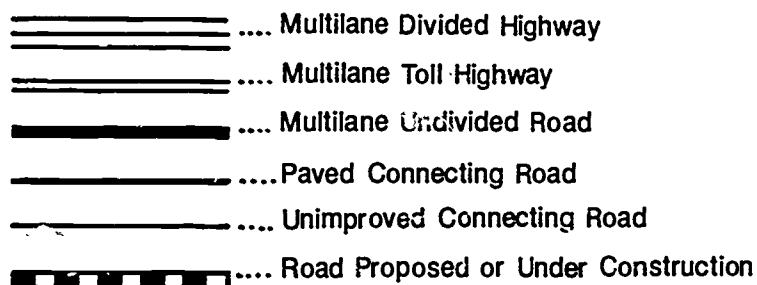 .... Multilane Divided Highway
.... Multilane Toll Highway
.... Multilane Undivided Road
.... Paved Connecting Road
.... Unimproved Connecting Road
.... Road Proposed or Under Construction